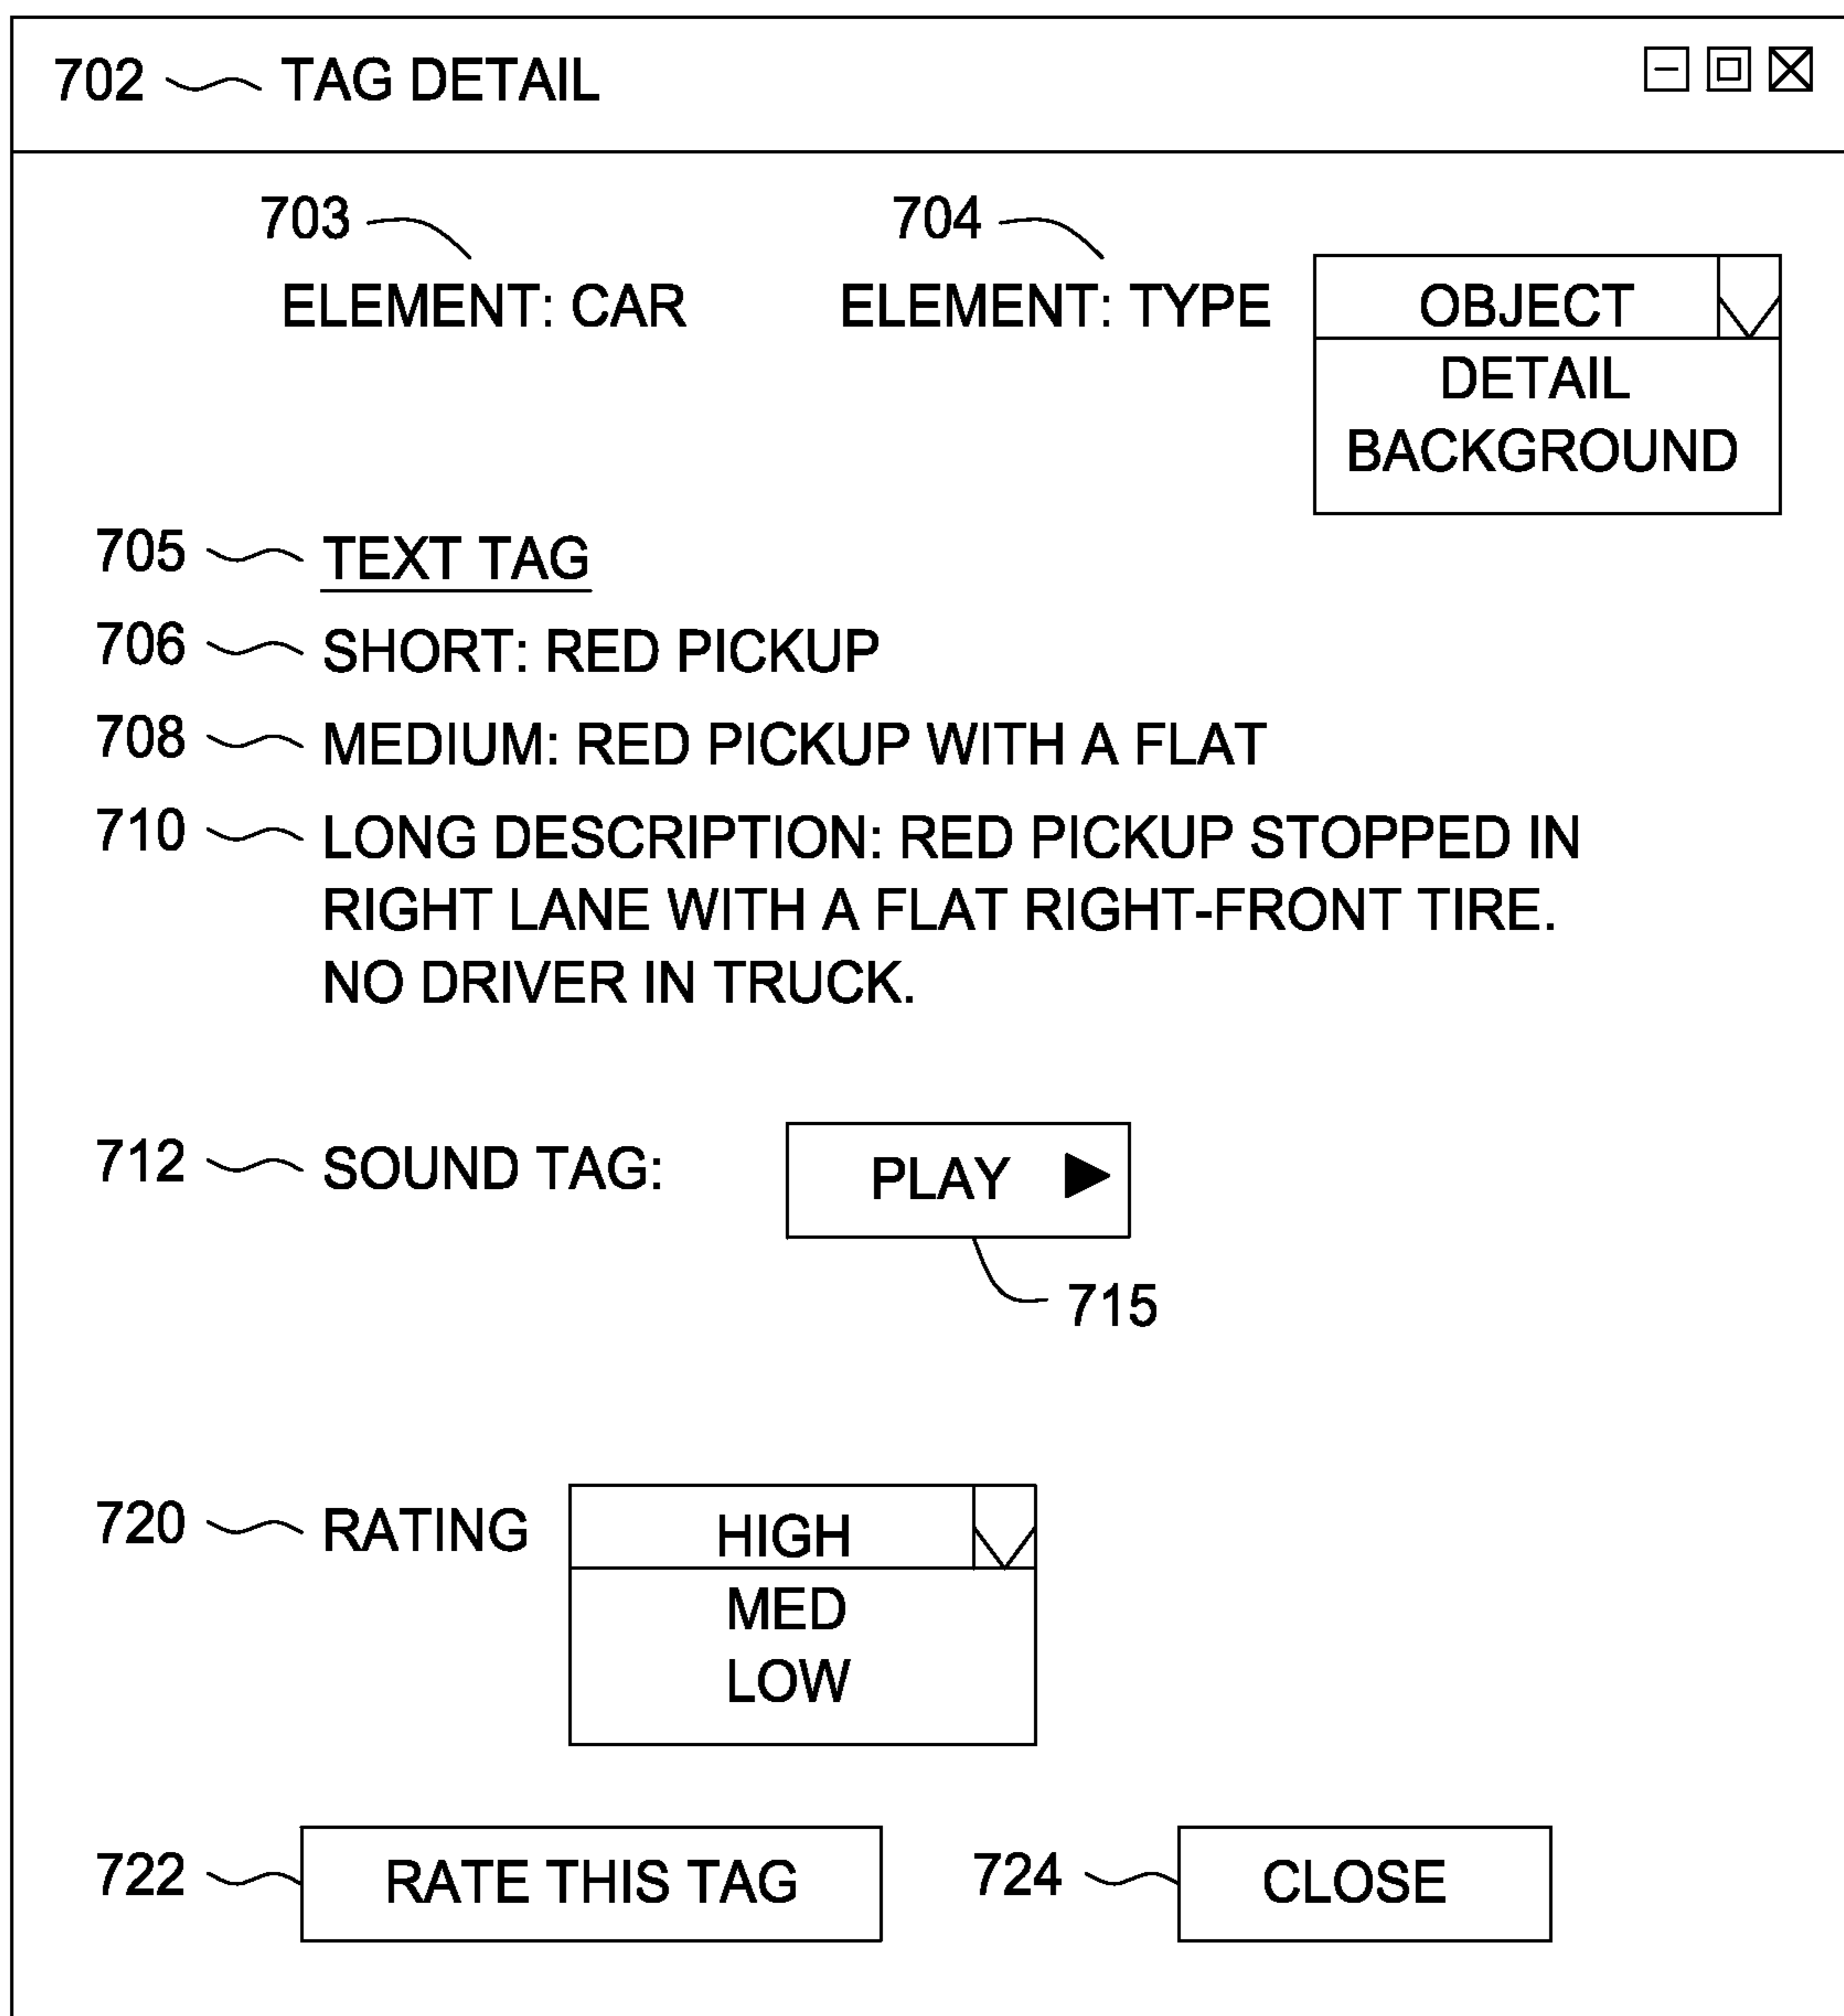 702 TAG DETAIL
703 704
ELEMENT: CAR ELEMENT: TYPE OBJECT
DETAIL
BACKGROUND
705 TEXT TAG
706 SHORT: RED PICKUP
708 MEDIUM: RED PICKUP WITH A FLAT
710 LONG DESCRIPTION: RED PICKUP STOPPED IN
RIGHT LANE WITH A FLAT RIGHT-FRONT TIRE.
NO DRIVER IN TRUCK.
712 SOUND TAG: PLAY
715
720 RATING HIGH
MED
LOW
722 RATE THIS TAG 724 CLOSE